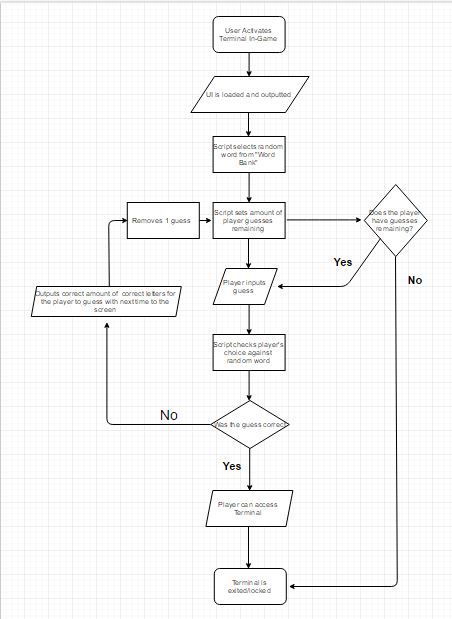 User Activates
Terminal In-Game
UI is loaded and outputted
Script selects random
word from "Word
Bank"
Removes 1 guess
Script sets amount of
player guesses
remaining
Does the player
have guesses
remaining?
Yes
No
Player inputs
guess
Outputs correct amount of correct letters for
the player to guess with next time to the
screen
Script checks player's
choice against
random word
No
Was the guess correct
Yes
Player can access
Terminal
Terminal is
exited/locked